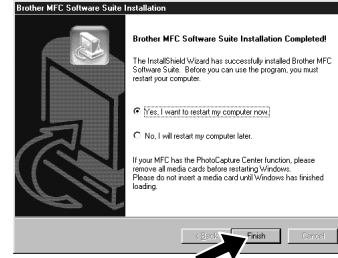 Brother MFC Software Suite Installation
Brother MFC Software Suite Installation Completed!
The InstallShield Wizard has successfully installed Brother
MFC Software Suite. Before you can use the program, you must
restart your computer.
Yes, I want to restart my computer now.
No, I will restart my computer later.
If your MFC has the PhotoCapture Center function, please
remove all media cards before restarting Windows.
Please do not insert a media card until Windows has finished
loading.
< Back Finish Cancel